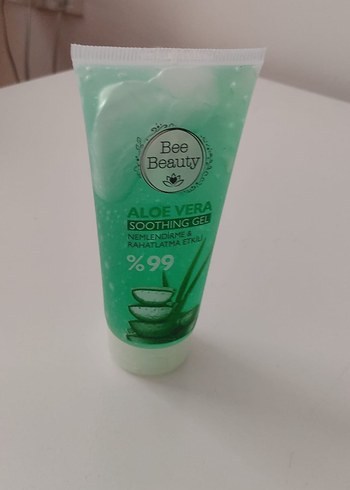 Bee
Beauty
ALOE VERA
SOOTHING GEL
NEMLENDİRME &
RAHATLATMA ETKİLİ
%99